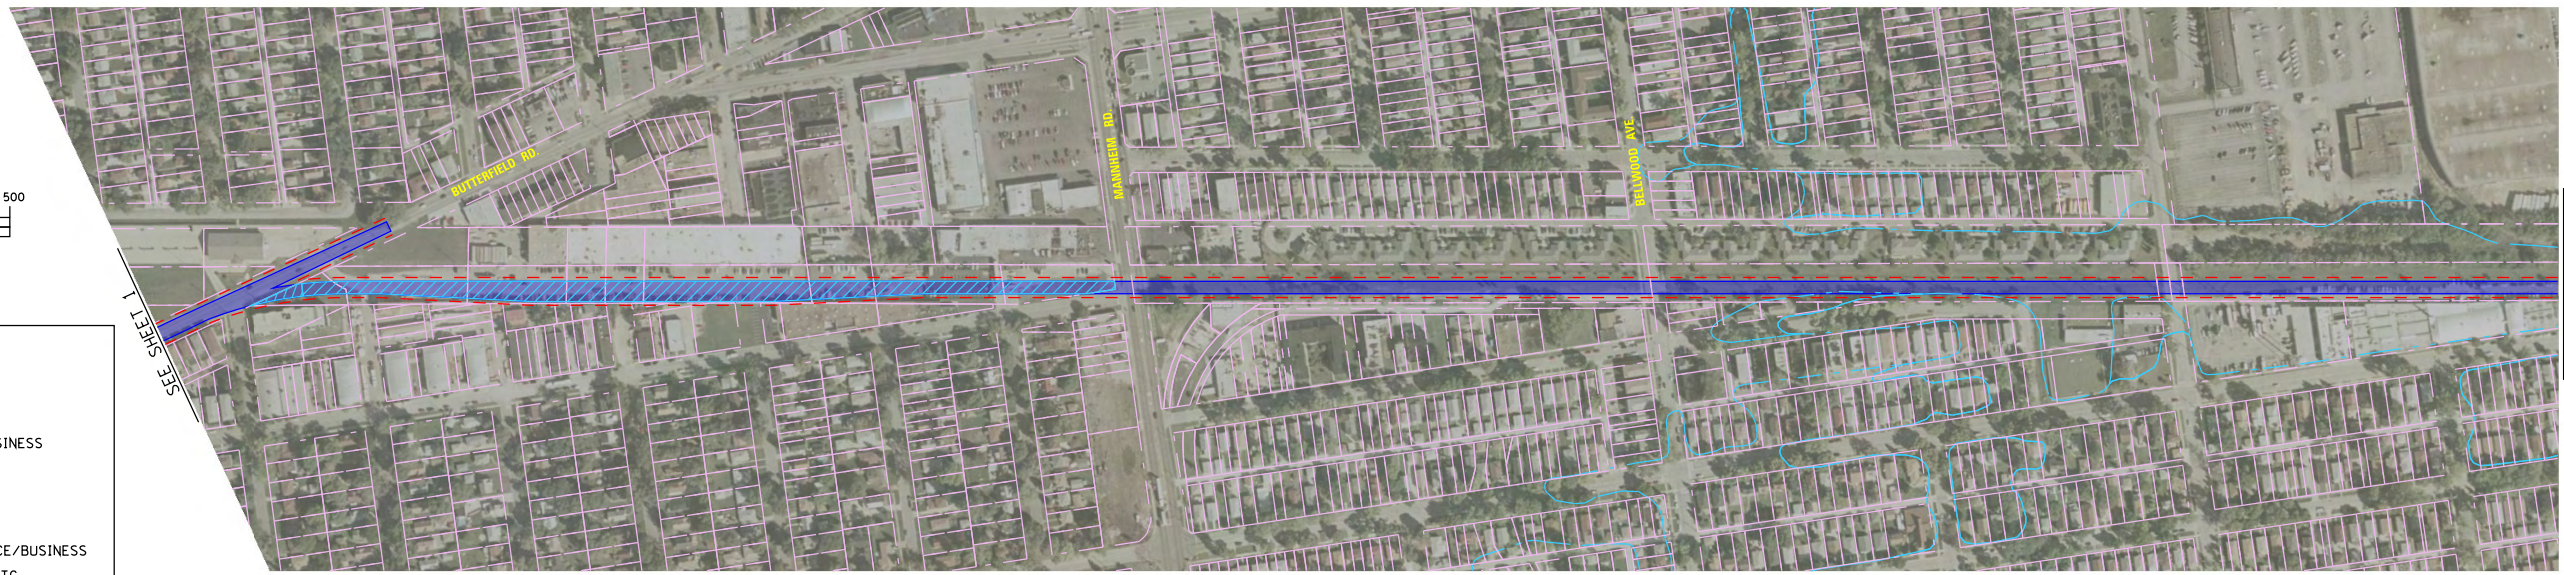 500
BUTTERFIELD RD.
MANNHEIM RD.
BELLWOOD AVE.
SEE SHEET 1
SINESS
CE/BUSINESS